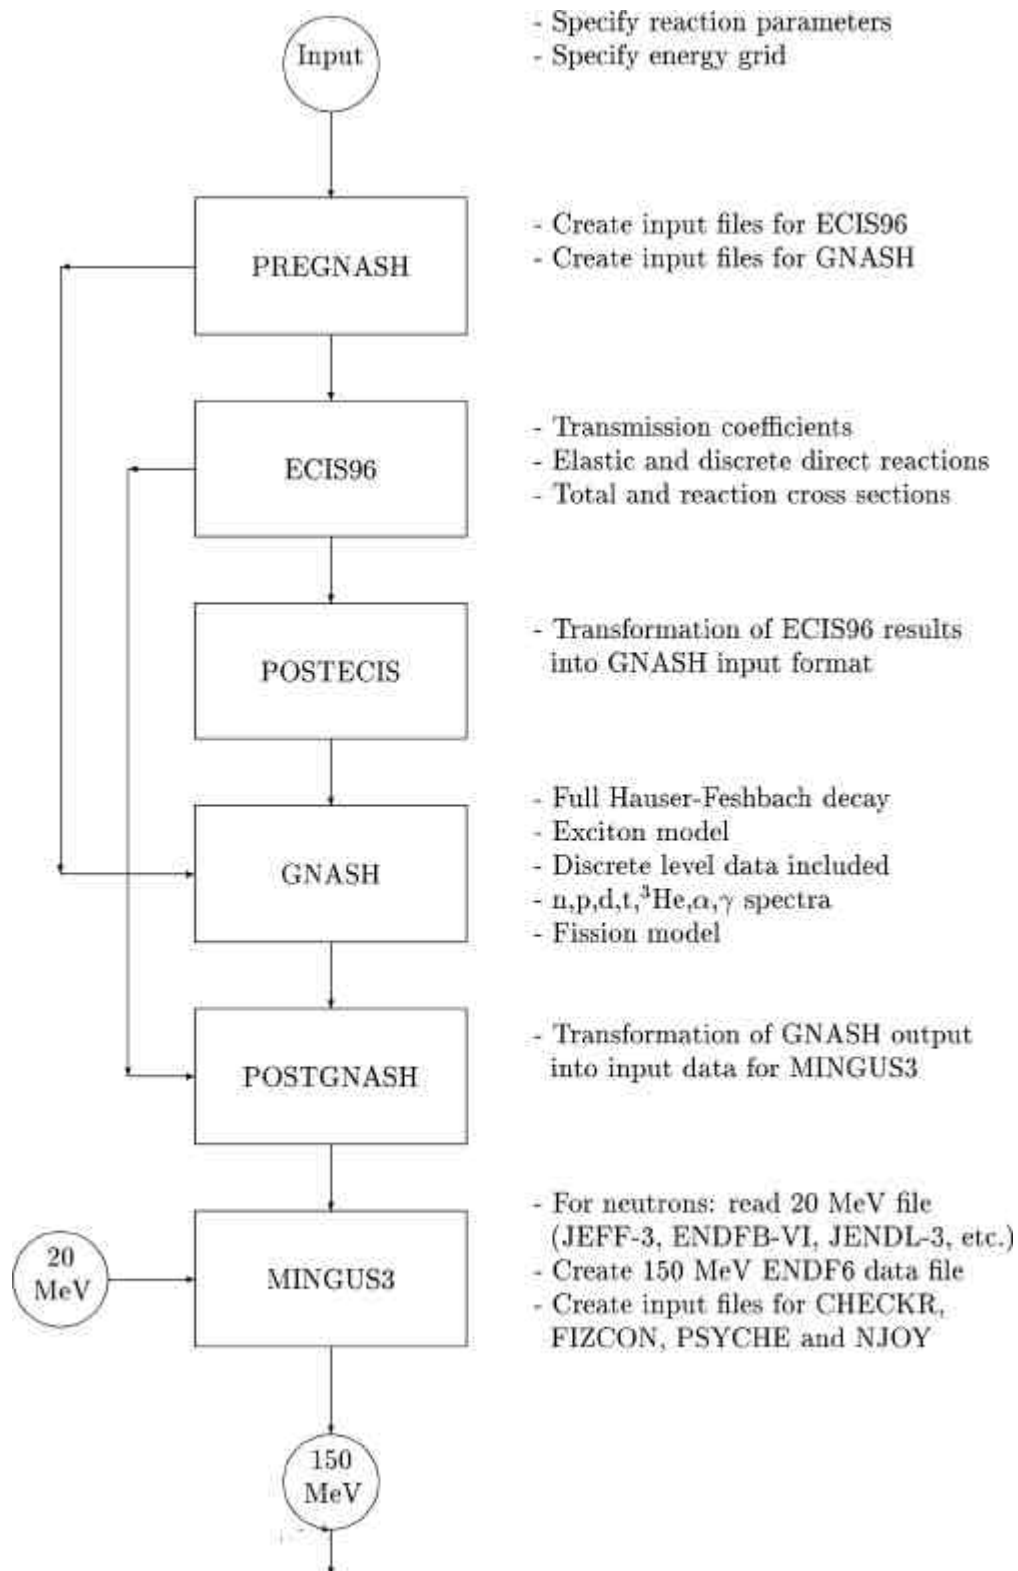 Input
- Specify reaction parameters
- Specify energy grid
PREGNASH
- Create input files for ECIS96
- Create input files for GNASH
ECIS96
- Transmission coefficients
- Elastic and discrete direct reactions
- Total and reaction cross sections
POSTECIS
- Transformation of ECIS96 results
into GNASH input format
GNASH
- Full Hauser-Feshbach decay
- Exciton model
- Discrete level data included
- n,p,d,t,³He,α,γ spectra
- Fission model
POSTGNASH
- Transformation of GNASH output
into input data for MINGUS3
20
MeV
MINGUS3
- For neutrons: read 20 MeV file
(JEFF-3, ENDFB-VI, JENDL-3, etc.)
- Create 150 MeV ENDF6 data file
- Create input files for CHECKR,
FIZCON, PSYCHE and NJOY
150
MeV